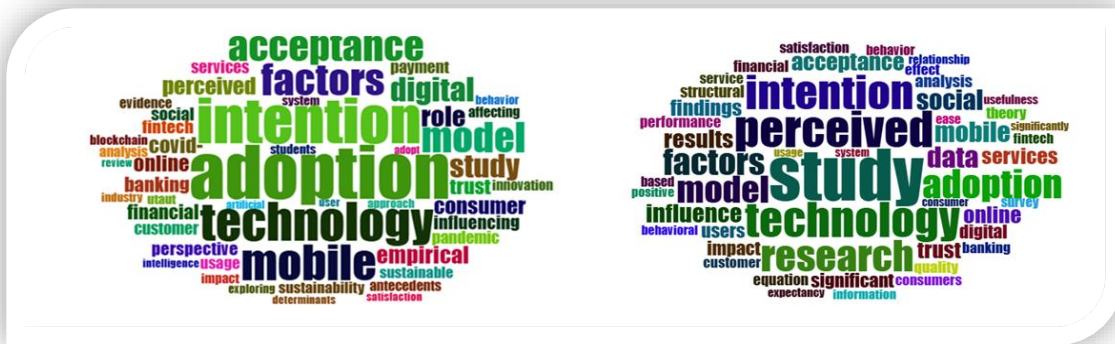 acceptance
services factors payment
perceived digital
evidence system behavior
social intention role affecting
fintech model
blockchain covid- students adopt
analysis online adoption study
review trust innovation
banking
industry utaut artificial user approach
financial technology consumer
customer influencing
pandemic
perspective mobile empirical
intelligence usage sustainable
impact antecedents
exploring sustainability
determinants satisfaction
satisfaction behavior
financial acceptance relationship
effect
service intention analysis
structural social usefulness
findings theory
performance perceived ease mobile significantly
results fintech
factors usage system data services
based study
positive model adoption
consumer survey
influence technology online
behavioral users digital
impact research trust banking
customer quality
equation significant consumers
expectancy information